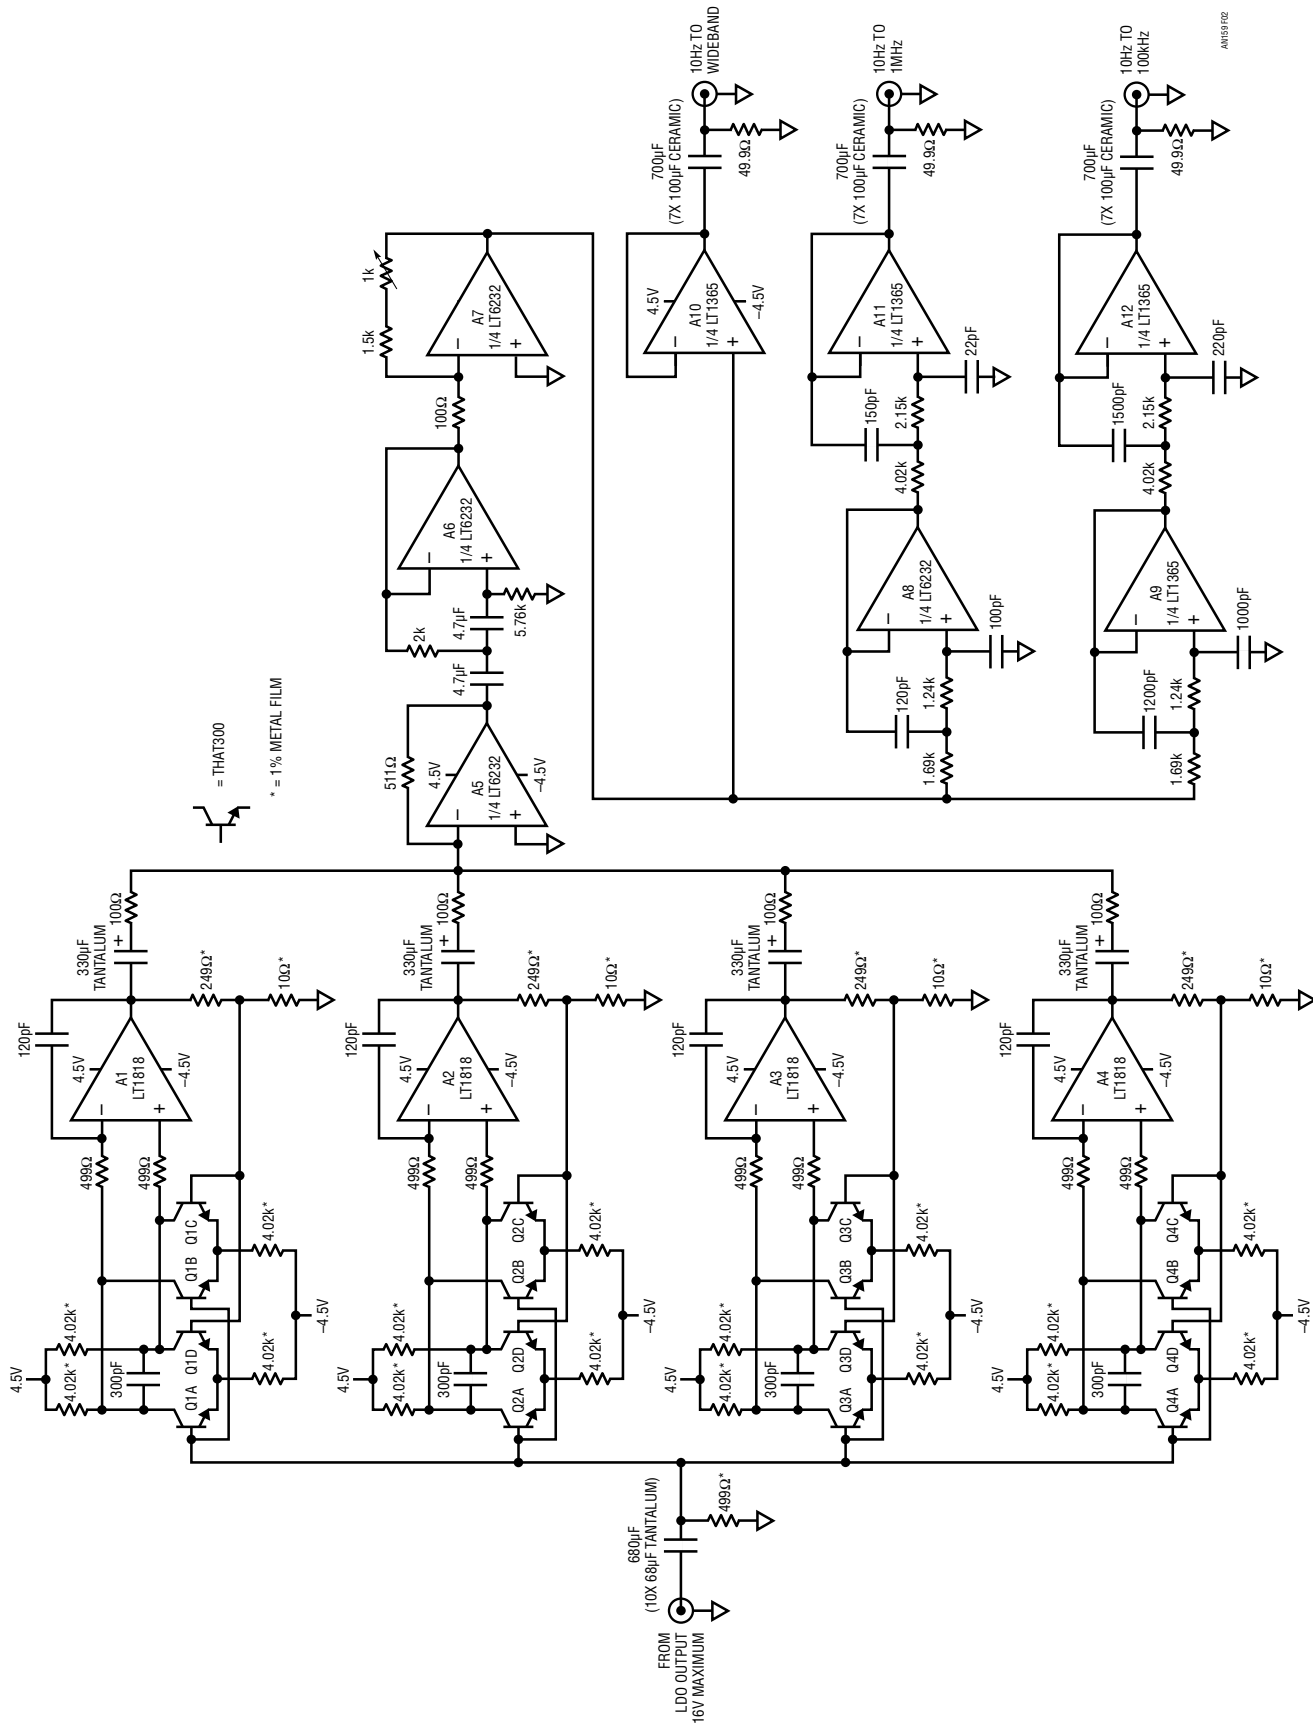 FROM
LDO OUTPUT
16V MAXIMUM
680µF
(10X 68µF TANTALUM)
499Ω*
4.5V
4.02k*
4.02k*
300pF
Q1A
Q1D
Q1B
Q1C
4.02k*
4.02k*
–4.5V
499Ω
499Ω
120pF
4.5V
A1
LT1818
–
+
–4.5V
330µF
TANTALUM
+
100Ω
249Ω*
10Ω*
4.5V
4.02k*
4.02k*
300pF
Q2A
Q2D
Q2B
Q2C
4.02k*
4.02k*
–4.5V
499Ω
499Ω
120pF
4.5V
A2
LT1818
–
+
–4.5V
330µF
TANTALUM
+
100Ω
249Ω*
10Ω*
4.5V
4.02k*
4.02k*
300pF
Q3A
Q3D
Q3B
Q3C
4.02k*
4.02k*
–4.5V
499Ω
499Ω
120pF
4.5V
A3
LT1818
–
+
–4.5V
330µF
TANTALUM
+
100Ω
249Ω*
10Ω*
4.5V
4.02k*
4.02k*
300pF
Q4A
Q4D
Q4B
Q4C
4.02k*
4.02k*
–4.5V
499Ω
499Ω
120pF
4.5V
A4
LT1818
–
+
–4.5V
330µF
TANTALUM
+
100Ω
249Ω*
10Ω*
= THAT300
* = 1% METAL FILM
511Ω
4.5V
A5
1/4 LT6232
–
+
–4.5V
4.7µF
4.7µF
2k
5.76k
A6
1/4 LT6232
–
+
100Ω
1.5k
1k
A7
1/4 LT6232
–
+
4.5V
A10
1/4 LT1365
–
+
–4.5V
700µF
(7X 100µF CERAMIC)
49.9Ω
10Hz TO
WIDEBAND
1.69k
120pF
1.24k
100pF
A8
1/4 LT6232
–
+
4.02k
150pF
2.15k
22pF
A11
1/4 LT1365
–
+
700µF
(7X 100µF CERAMIC)
49.9Ω
10Hz TO
1MHz
1.69k
1200pF
1.24k
1000pF
A9
1/4 LT1365
–
+
4.02k
1500pF
2.15k
220pF
A12
1/4 LT1365
–
+
700µF
(7X 100µF CERAMIC)
49.9Ω
10Hz TO
100kHz
AN159 F02